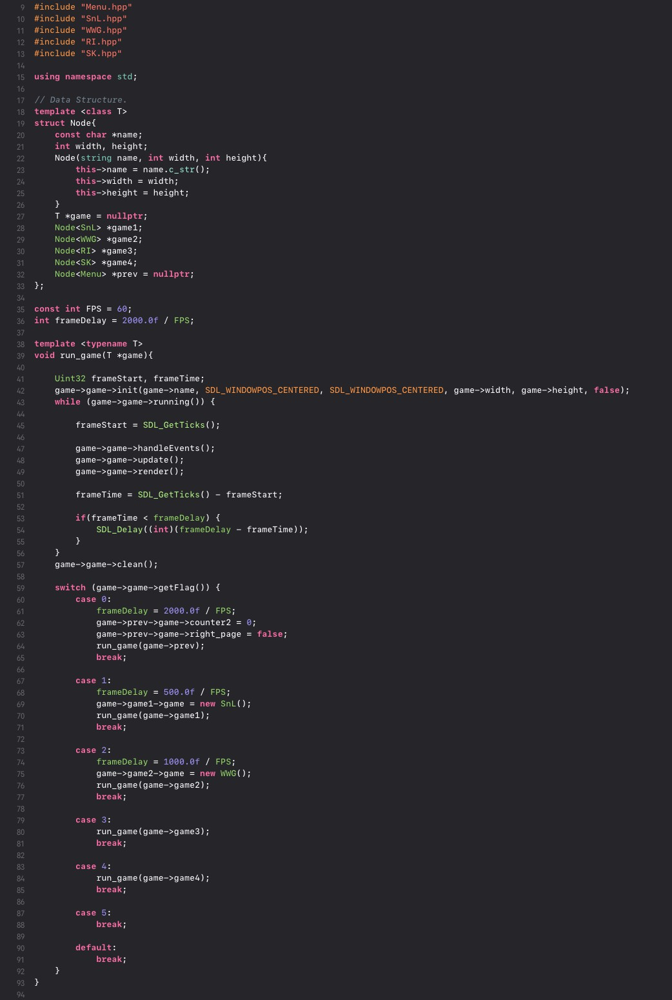 9 #include "Menu.hpp"
10 #include "SnL.hpp"
11 #include "WWG.hpp"
12 #include "RI.hpp"
13 #include "SK.hpp"
14
15 using namespace std;
16
17 // Data Structure.
18 template <class T>
19 struct Node{
20     const char *name;
21     int width, height;
22     Node(string name, int width, int height){
23         this->name = name.c_str();
24         this->width = width;
25         this->height = height;
26     }
27     T *game = nullptr;
28     Node<SnL> *game1;
29     Node<WWG> *game2;
30     Node<RI> *game3;
31     Node<SK> *game4;
32     Node<Menu> *prev = nullptr;
33 };
34
35 const int FPS = 60;
36 int frameDelay = 2000.0f / FPS;
37
38 template <typename T>
39 void run_game(T *game){
40
41     Uint32 frameStart, frameTime;
42     game->game->init(game->name, SDL_WINDOWPOS_CENTERED, SDL_WINDOWPOS_CENTERED, game->width, game->height, false);
43     while (game->game->running()) {
44
45         frameStart = SDL_GetTicks();
46
47         game->game->handleEvents();
48         game->game->update();
49         game->game->render();
50
51         frameTime = SDL_GetTicks() - frameStart;
52
53         if(frameTime < frameDelay) {
54             SDL_Delay((int)(frameDelay - frameTime));
55         }
56     }
57     game->game->clean();
58
59     switch (game->game->getFlag()) {
60         case 0:
61             frameDelay = 2000.0f / FPS;
62             game->prev->game->counter2 = 0;
63             game->prev->game->right_page = false;
64             run_game(game->prev);
65             break;
66
67         case 1:
68             frameDelay = 500.0f / FPS;
69             game->game1->game = new SnL();
70             run_game(game->game1);
71             break;
72
73         case 2:
74             frameDelay = 1000.0f / FPS;
75             game->game2->game = new WWG();
76             run_game(game->game2);
77             break;
78
79         case 3:
80             run_game(game->game3);
81             break;
82
83         case 4:
84             run_game(game->game4);
85             break;
86
87         case 5:
88             break;
89
90         default:
91             break;
92     }
93 }
94